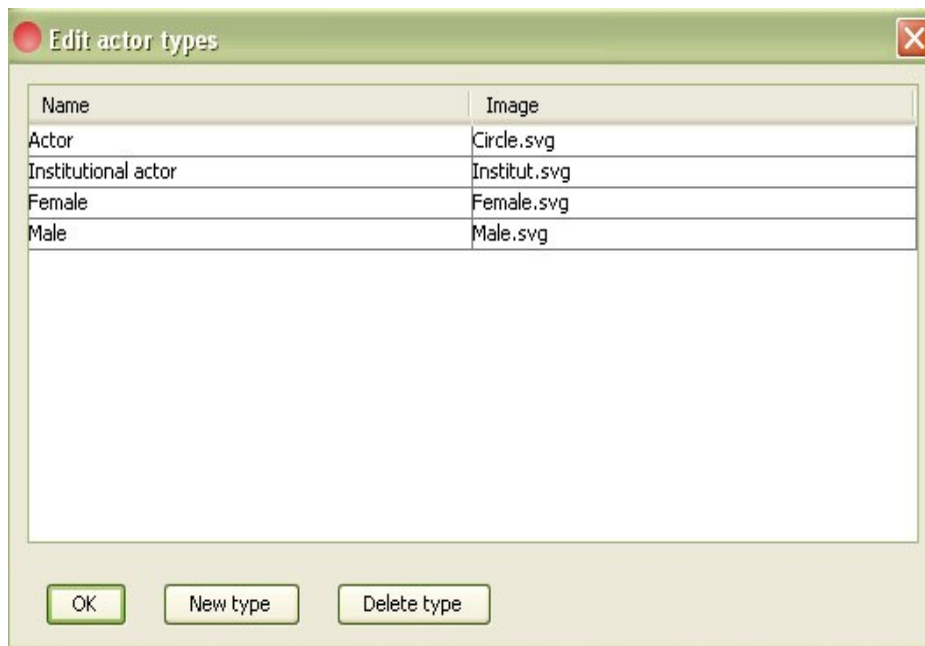 Edit actor types
Name Image
Actor Circle.svg
Institutional actor Institut.svg
Female Female.svg
Male Male.svg
OK New type Delete type